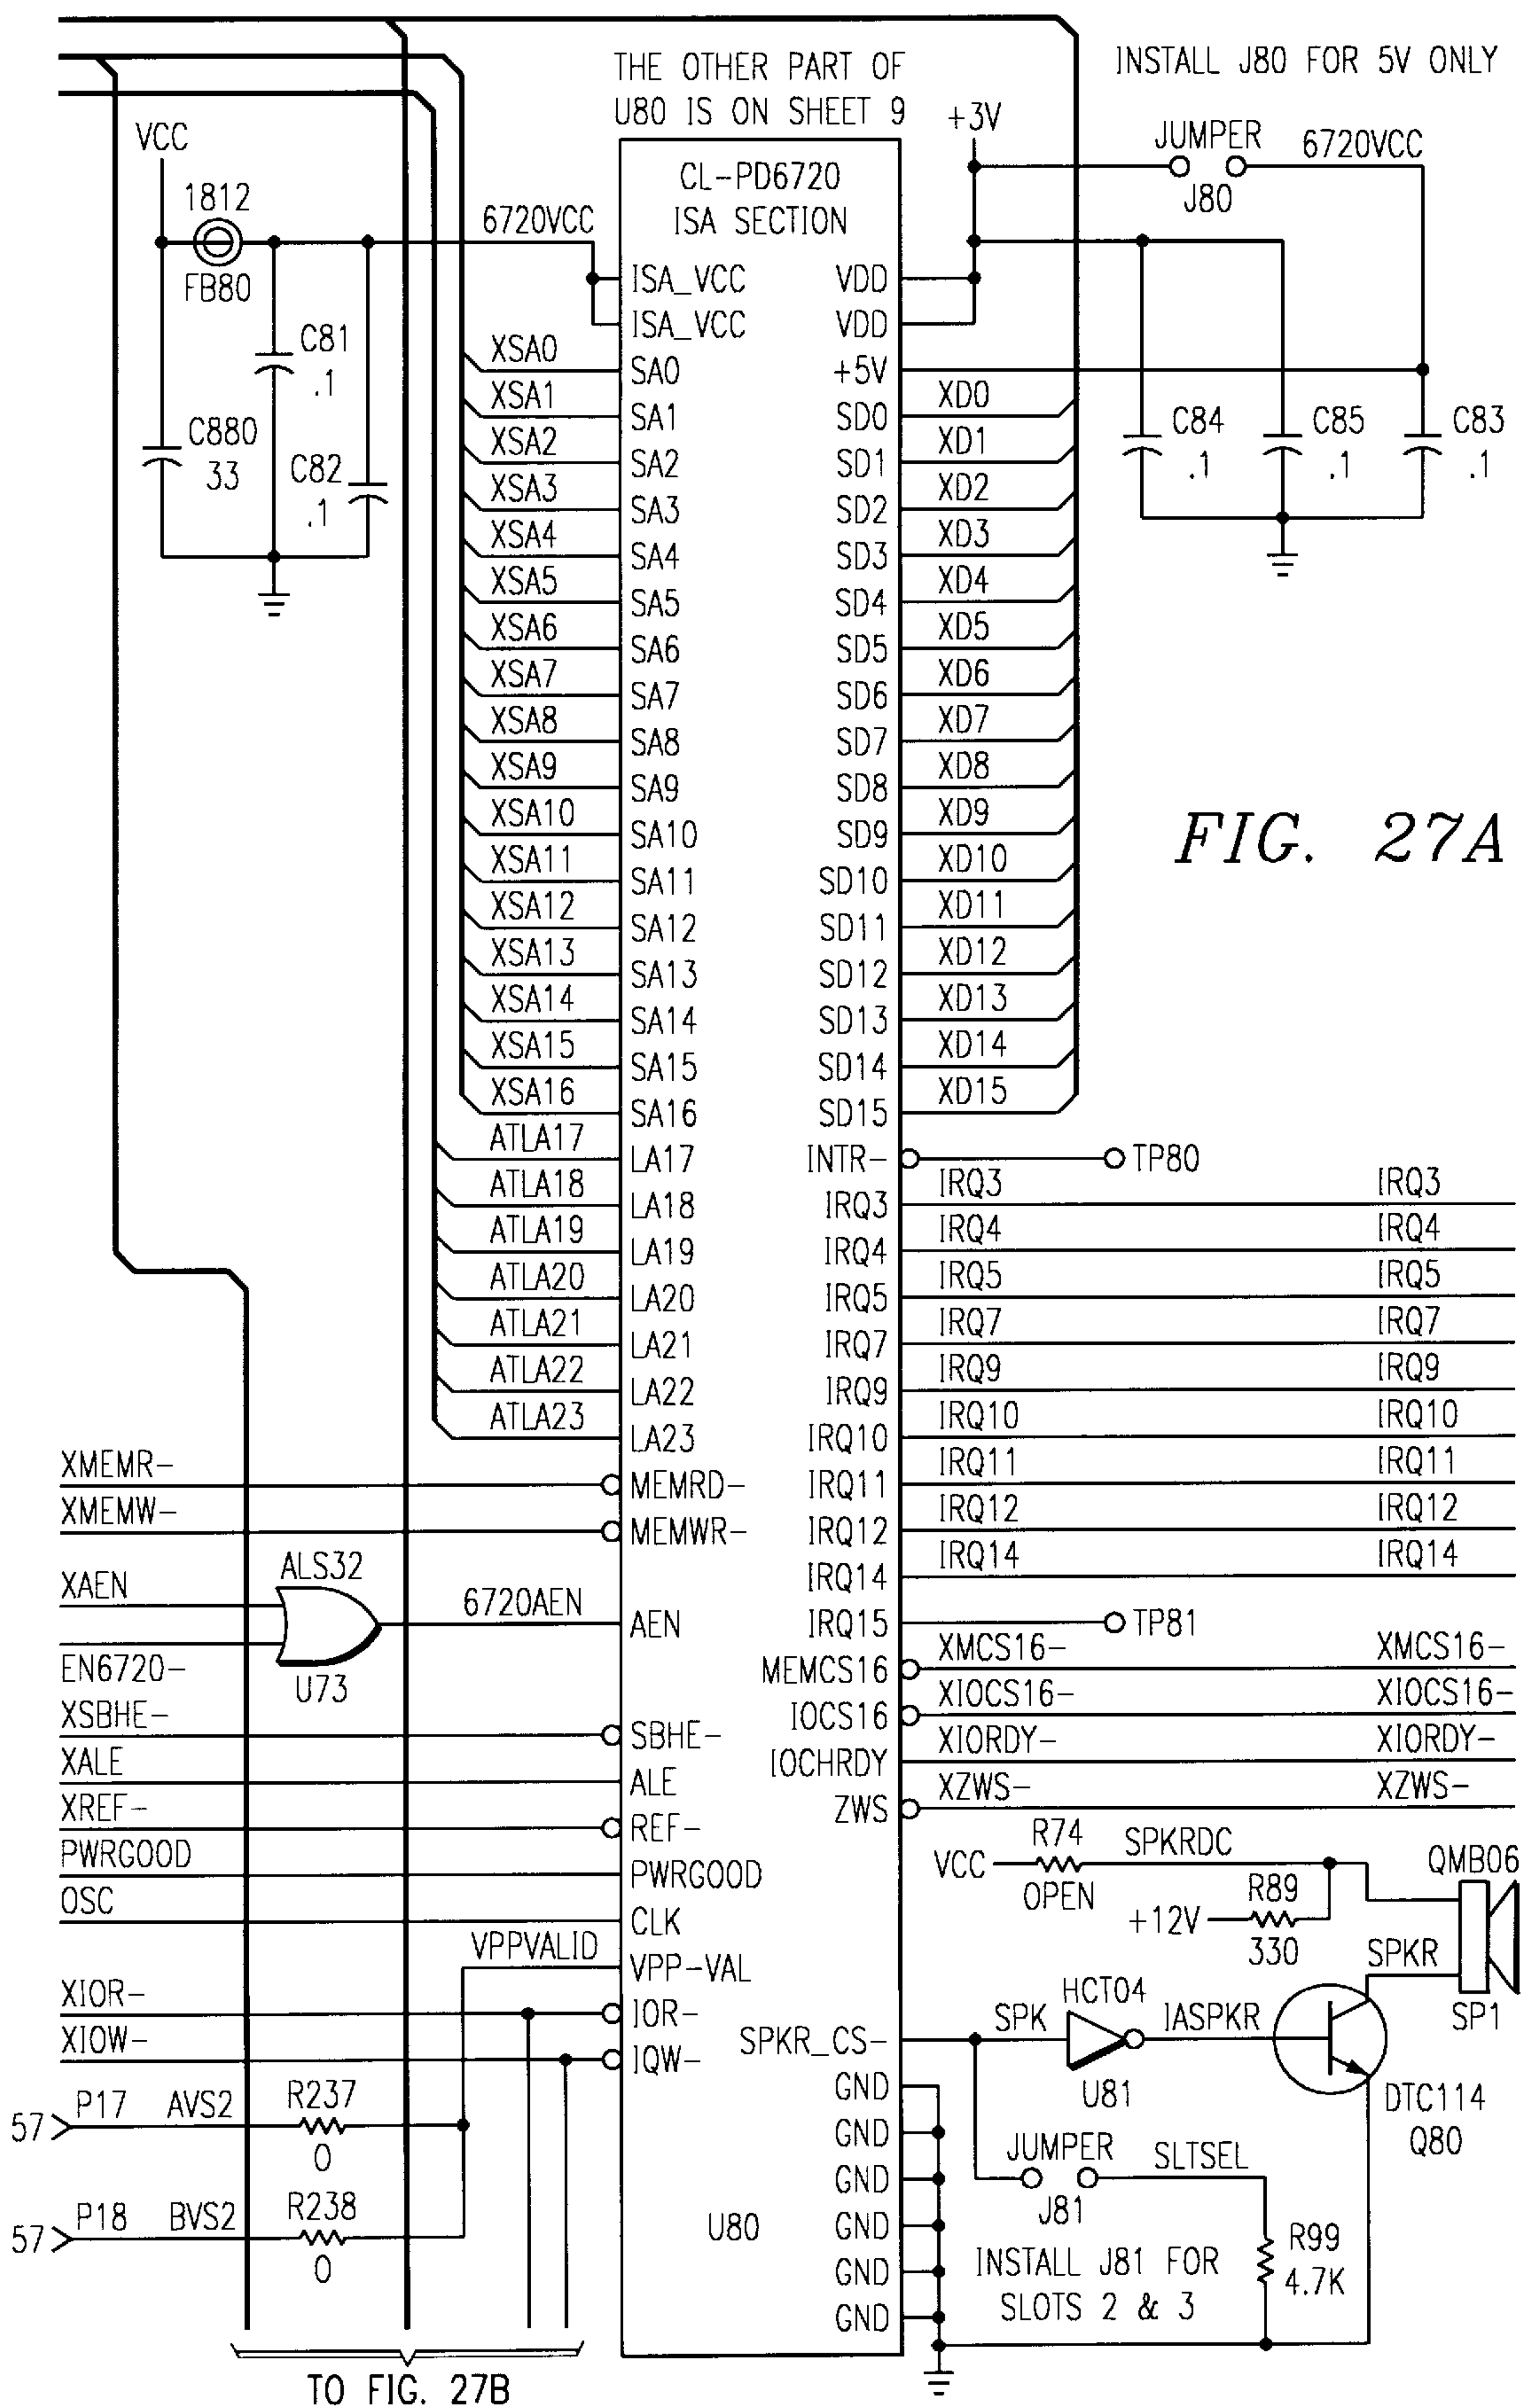 THE OTHER PART OF
U80 IS ON SHEET 9
INSTALL J80 FOR 5V ONLY
VCC
1812
FB80
C81
.1
C880
33
C82
.1
6720VCC
+3V
JUMPER
J80
6720VCC
C84
.1
C85
.1
C83
.1
CL-PD6720
ISA SECTION
ISA_VCC
VDD
ISA_VCC
VDD
XSA0 SA0
+5V
XSA1 SA1
SD0 XD0
XSA2 SA2
SD1 XD1
XSA3 SA3
SD2 XD2
XSA4 SA4
SD3 XD3
XSA5 SA5
SD4 XD4
XSA6 SA6
SD5 XD5
XSA7 SA7
SD6 XD6
XSA8 SA8
SD7 XD7
XSA9 SA9
SD8 XD8
XSA10 SA10
SD9 XD9
XSA11 SA11
SD10 XD10
XSA12 SA12
SD11 XD11
XSA13 SA13
SD12 XD12
XSA14 SA14
SD13 XD13
XSA15 SA15
SD14 XD14
XSA16 SA16
SD15 XD15
FIG. 27A
ATLA17 LA17
INTR- TP80
ATLA18 LA18
IRQ3 IRQ3 IRQ3
ATLA19 LA19
IRQ4 IRQ4 IRQ4
ATLA20 LA20
IRQ5 IRQ5 IRQ5
ATLA21 LA21
IRQ7 IRQ7 IRQ7
ATLA22 LA22
IRQ9 IRQ9 IRQ9
ATLA23 LA23
IRQ10 IRQ10 IRQ10
XMEMR- MEMRD-
IRQ11 IRQ11 IRQ11
XMEMW- MEMWR-
IRQ12 IRQ12 IRQ12
IRQ14 IRQ14 IRQ14
XAEN
ALS32
EN6720-
U73
6720AEN AEN
IRQ15 TP81
MEMCS16 XMCS16- XMCS16-
XSBHE- SBHE-
IOCS16 XIOCS16- XIOCS16-
XALE ALE
IOCHRDY XIORDY- XIORDY-
XREF- REF-
ZWS XZWS- XZWS-
PWRGOOD PWRGOOD
OSC CLK
VPPVALID VPP-VAL
XIOR- IOR-
XIOW- IQW-
VCC
R74
OPEN
SPKRDC
+12V
R89
330
QMB06
SPKR
SP1
SPKR_CS-
SPK
HCT04
U81
IASPKR
DTC114
Q80
57 P17 AVS2
R237
0
57 P18 BVS2
R238
0
GND
GND
GND
GND
GND
GND
U80
JUMPER
J81
SLTSEL
R99
4.7K
INSTALL J81 FOR
SLOTS 2 & 3
TO FIG. 27B